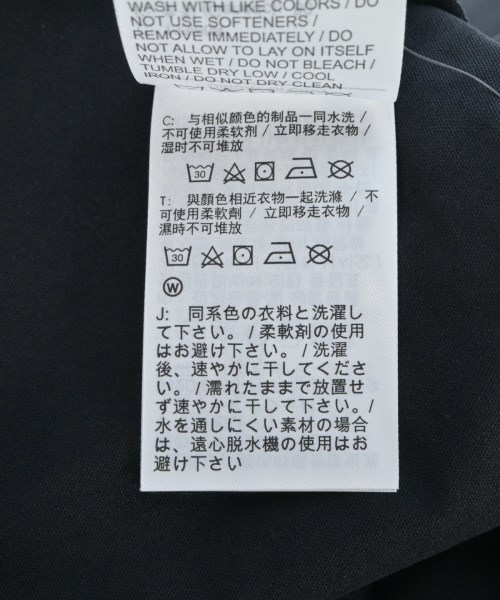 WASH WITH LIKE COLORS / DO
NOT USE SOFTENERS /
REMOVE IMMEDIATELY / DO
NOT ALLOW TO LAY ON ITSELF
WHEN WET / DO NOT BLEACH /
TUMBLE DRY LOW / COOL
IRON / DO NOT DRY CLEAN
C: 与相似颜色的制品一同水洗 /
不可使用柔软剂 / 立即移走衣物 /
湿时不可堆放
30
T: 與顏色相近衣物一起洗滌 / 不
可使用柔軟劑 / 立即移走衣物 /
濕時不可堆放
30
W
J: 同系色の衣料と洗濯し
て下さい。 / 柔軟剤の使用
はお避け下さい。 / 洗濯
後、速やかに干してくださ
い。 / 濡れたままで放置せ
ず速やかに干して下さい。 /
水を通しにくい素材の場合
は、遠心脱水機の使用はお
避け下さい